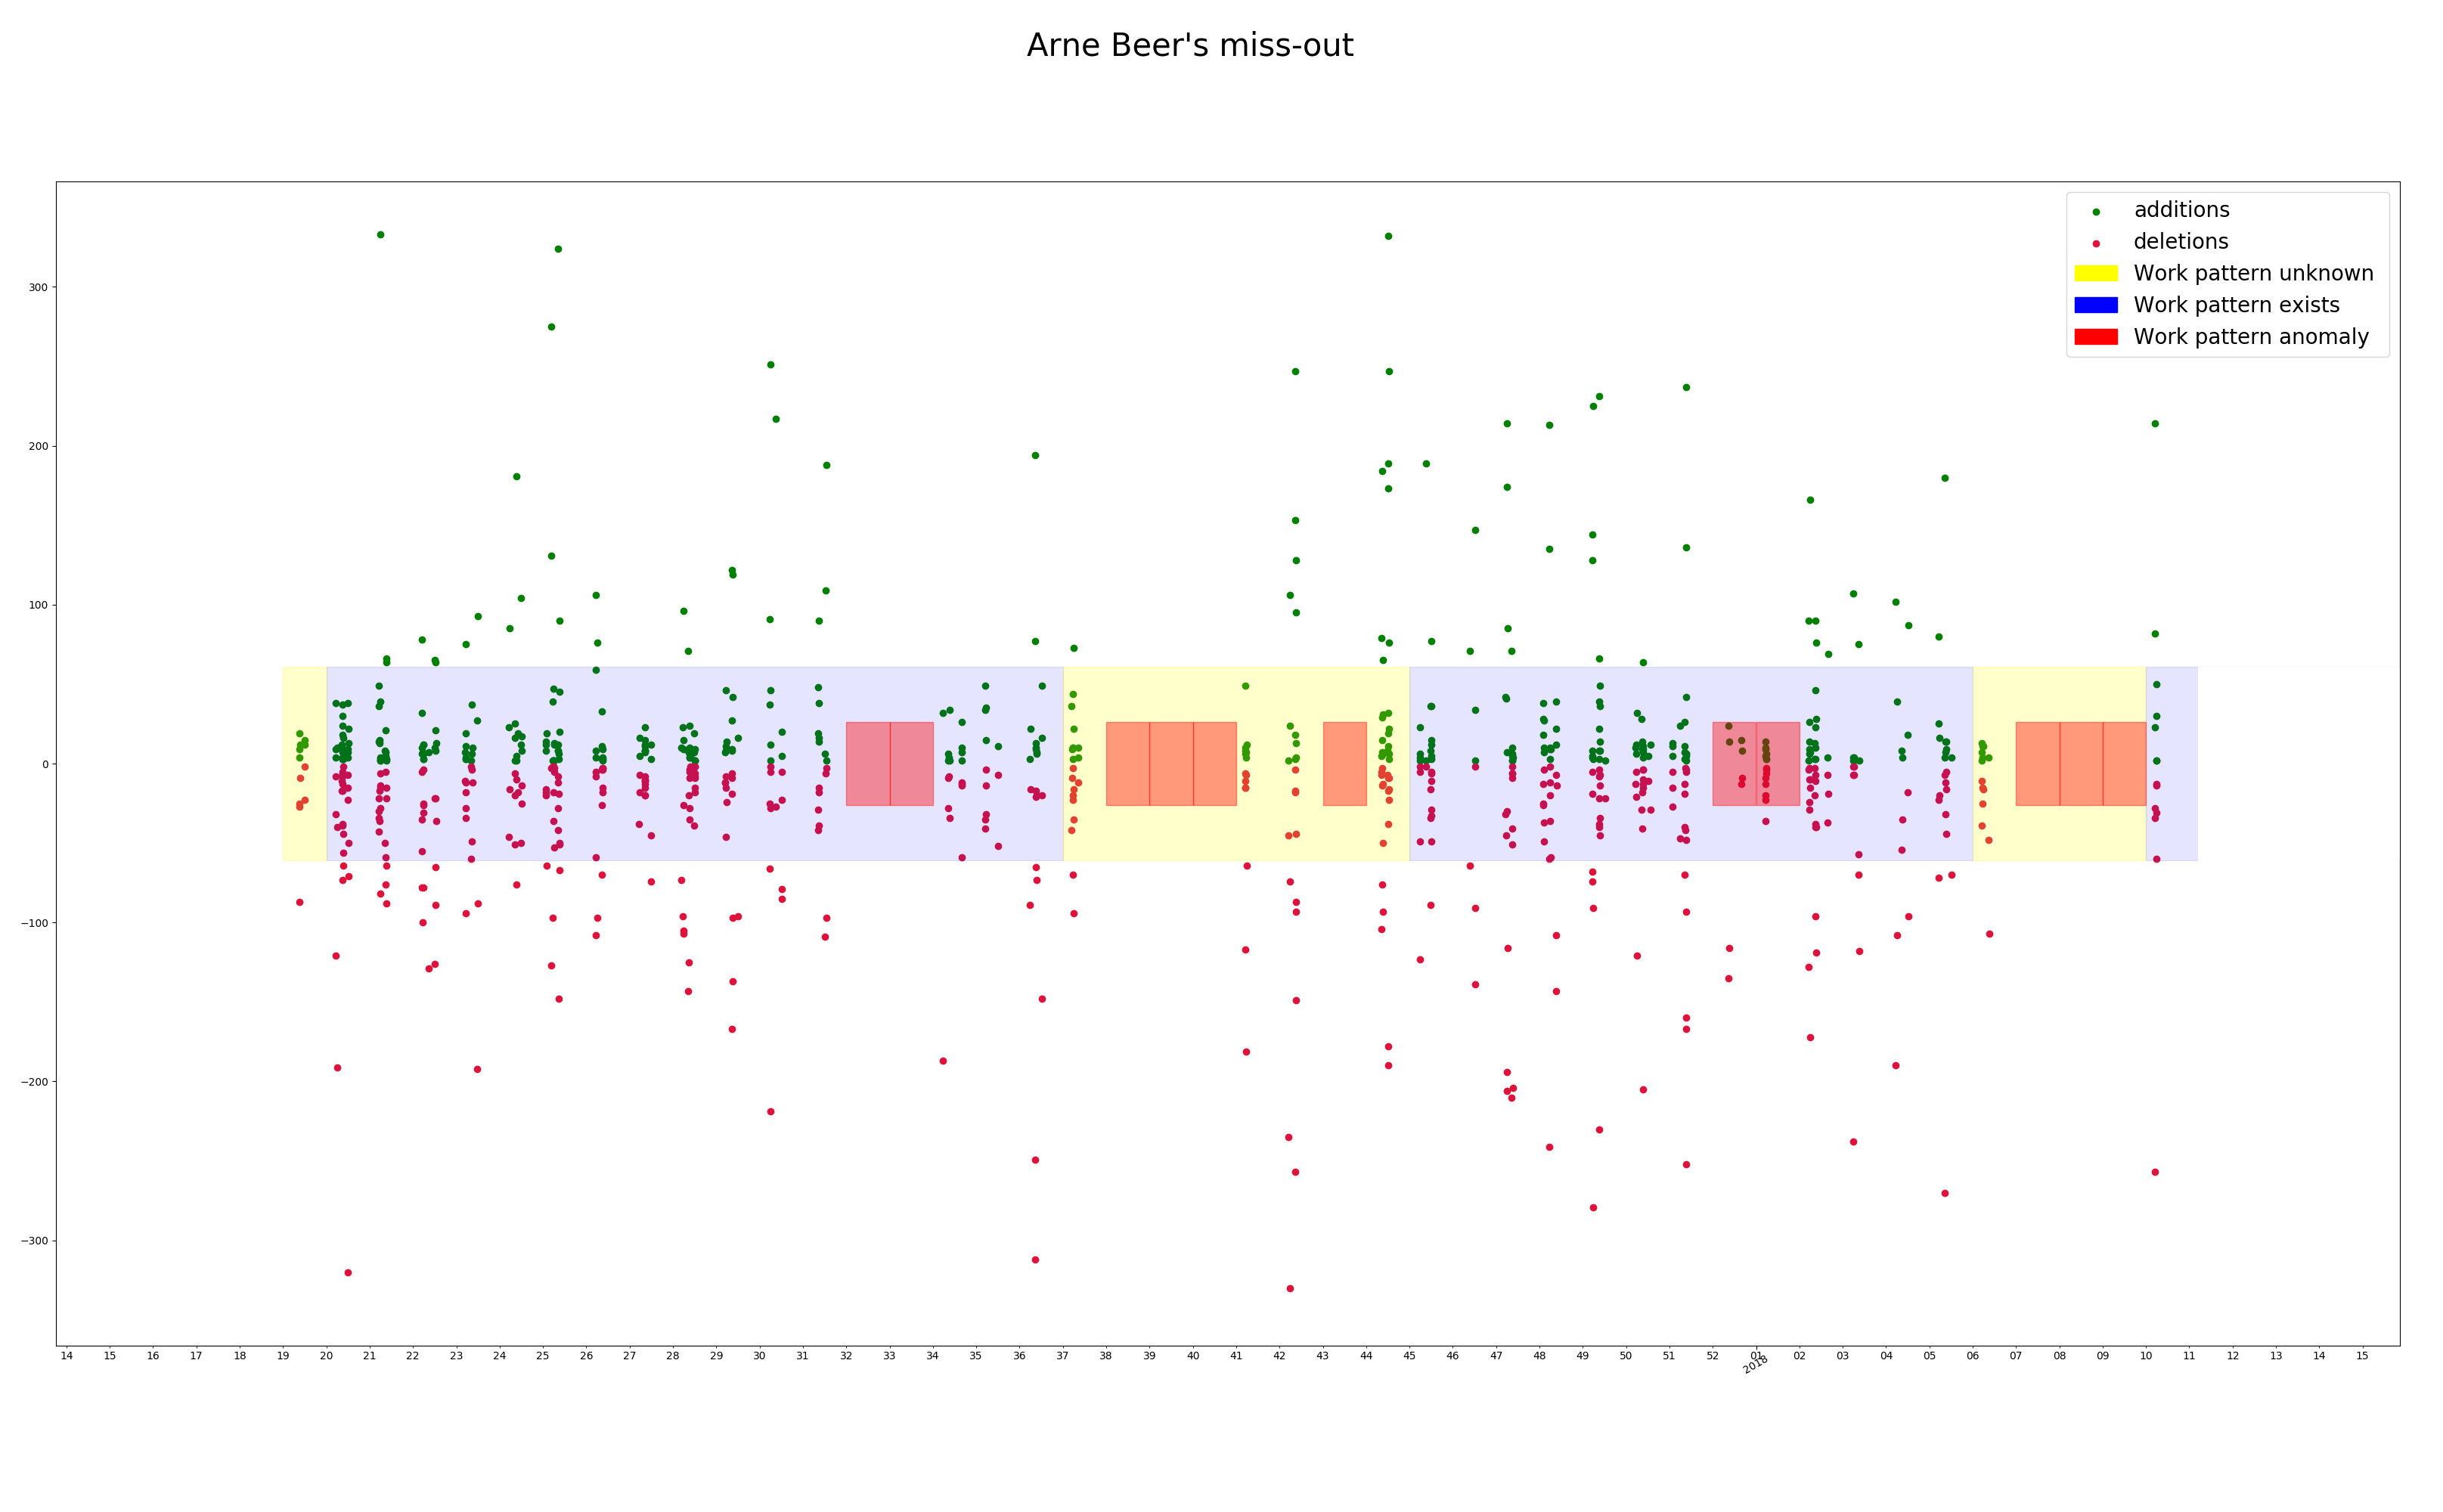 Arne Beer's miss-out
additions
deletions
Work pattern unknown
Work pattern exists
Work pattern anomaly
300
200
100
0
−100
−200
−300
14 15 16 17 18 19 20 21 22 23 24 25 26 27 28 29 30 31 32 33 34 35 36 37 38 39 40 41 42 43 44 45 46 47 48 49 50 51 52 01 02 03 04 05 06 07 08 09 10 11 12 13 14 15
2018